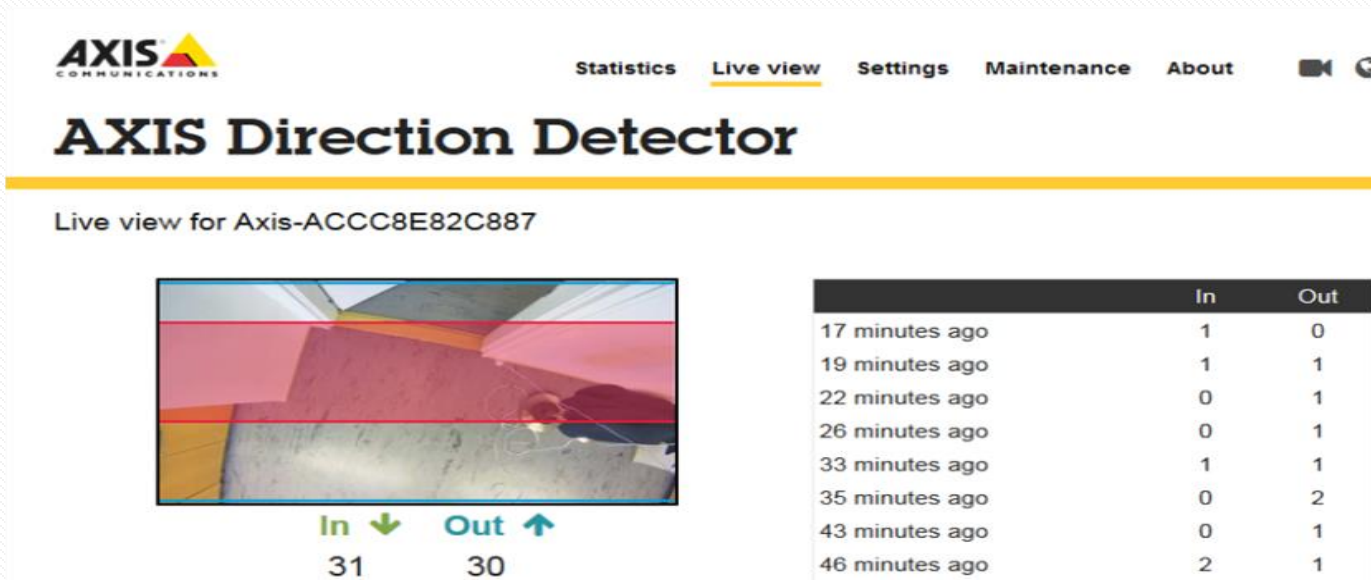 AXIS
COMMUNICATIONS
Statistics Live view Settings Maintenance About
AXIS Direction Detector
Live view for Axis-ACCC8E82C887
In Out
17 minutes ago 1 0
19 minutes ago 1 1
22 minutes ago 0 1
26 minutes ago 0 1
33 minutes ago 1 1
35 minutes ago 0 2
43 minutes ago 0 1
46 minutes ago 2 1
In Out
31 30